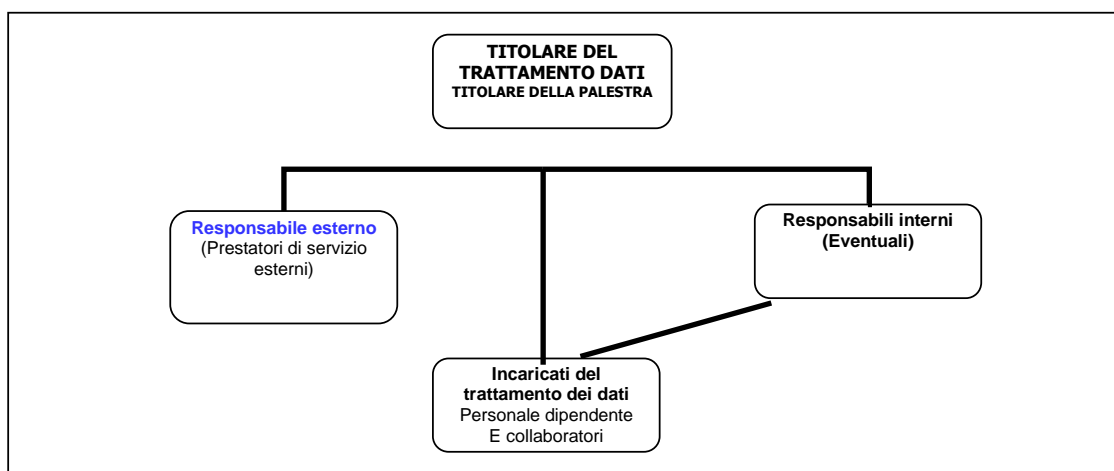 TITOLARE DEL
TRATTAMENTO DATI
TITOLARE DELLA PALESTRA
Responsabile esterno
(Prestatori di servizio
esterni)
Responsabili interni
(Eventuali)
Incaricati del
trattamento dei dati
Personale dipendente
E collaboratori